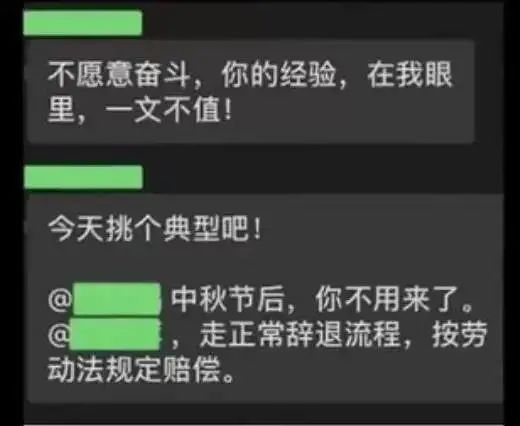 不愿意奋斗，你的经验，在我眼
里，一文不值！
今天挑个典型吧！
@ 中秋节后，你不用来了。
@ ，走正常辞退流程，按劳
动法规定赔偿。